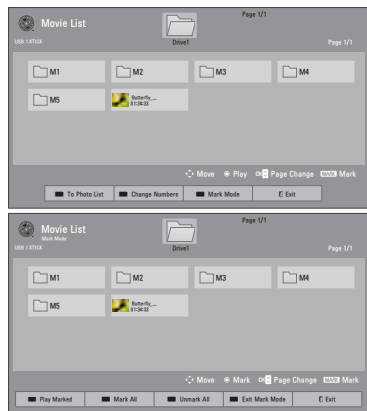 Movie List
Page 1/1
USB 1 XTICK
Drive1
Page 1/1
M1
M2
M3
M4
M5
Butterfly_...
01:34:33
Move
Play
CH
Page Change
MARK
Mark
To Photo List
Change Numbers
Mark Mode
Exit
Movie List
Mark Mode
Page 1/1
USB 1 XTICK
Drive1
Page 1/1
M1
M2
M3
M4
M5
Butterfly_...
01:34:33
Move
Mark
CH
Page Change
MARK
Mark
Play Marked
Mark All
Unmark All
Exit Mark Mode
Exit